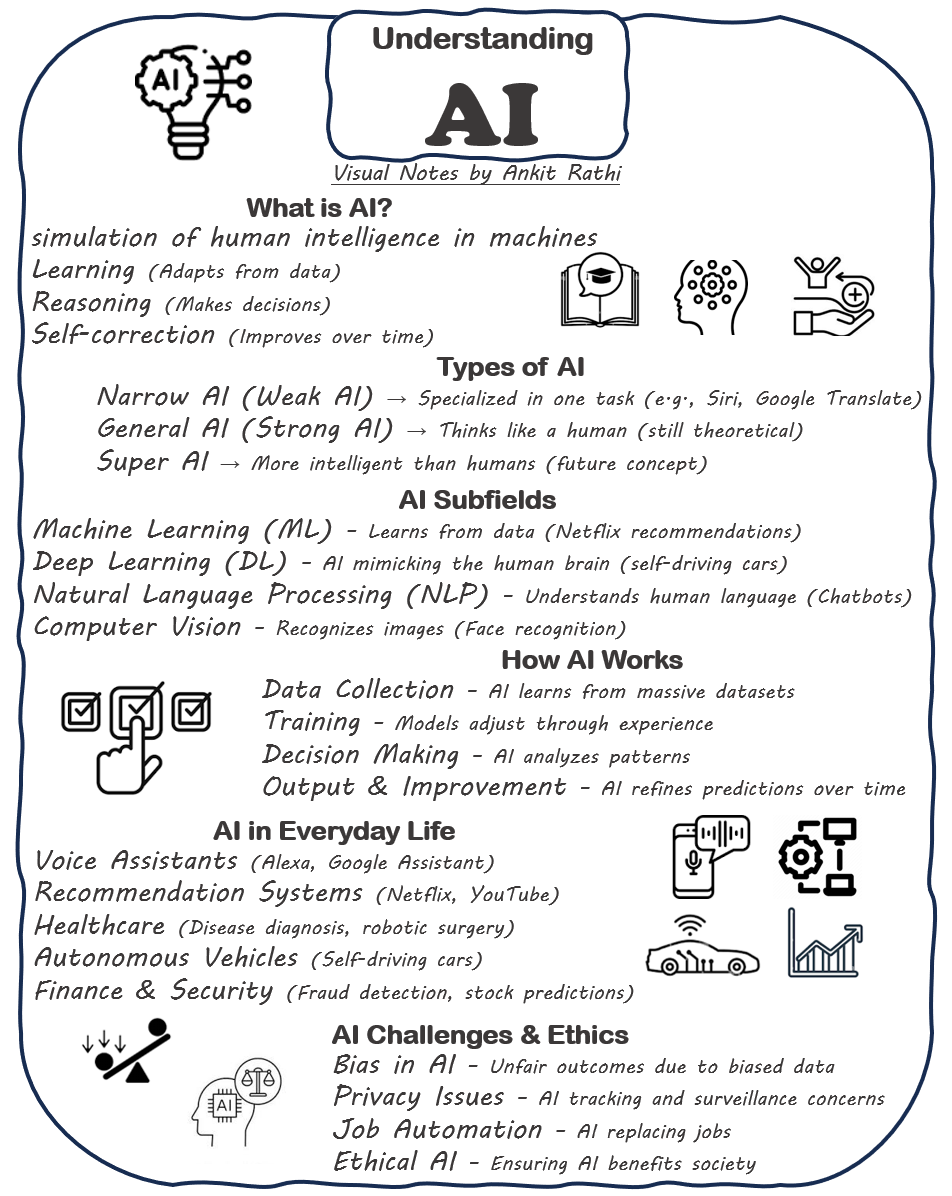 AI
Understanding
AI
Visual Notes by Ankit Rathi
What is AI?
simulation of human intelligence in machines
Learning (Adapts from data)
Reasoning (Makes decisions)
Self-correction (Improves over time)
Types of AI
Narrow AI (Weak AI) → Specialized in one task (e.g., Siri, Google Translate)
General AI (Strong AI) → Thinks like a human (still theoretical)
Super AI → More intelligent than humans (future concept)
AI Subfields
Machine Learning (ML) - Learns from data (Netflix recommendations)
Deep Learning (DL) - AI mimicking the human brain (self-driving cars)
Natural Language Processing (NLP) - Understands human language (Chatbots)
Computer Vision - Recognizes images (Face recognition)
How AI Works
Data Collection - AI learns from massive datasets
Training - Models adjust through experience
Decision Making - AI analyzes patterns
Output & Improvement - AI refines predictions over time
AI in Everyday Life
Voice Assistants (Alexa, Google Assistant)
Recommendation Systems (Netflix, YouTube)
Healthcare (Disease diagnosis, robotic surgery)
Autonomous Vehicles (Self-driving cars)
Finance & Security (Fraud detection, stock predictions)
AI Challenges & Ethics
Bias in AI - Unfair outcomes due to biased data
Privacy Issues - AI tracking and surveillance concerns
Job Automation - AI replacing jobs
Ethical AI - Ensuring AI benefits society
AI